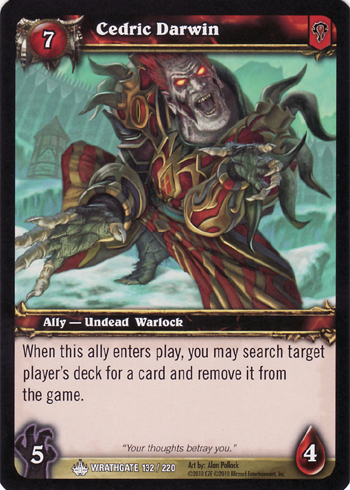 7
Cedric Darwin
Ally — Undead Warlock
When this ally enters play, you may search target
player's deck for a card and remove it from
the game.
"Your thoughts betray you."
5
WRATHGATE 132 / 220
Art by: Alan Pollack
©2010 CZE ©2010 Blizzard Entertainment, Inc.
4